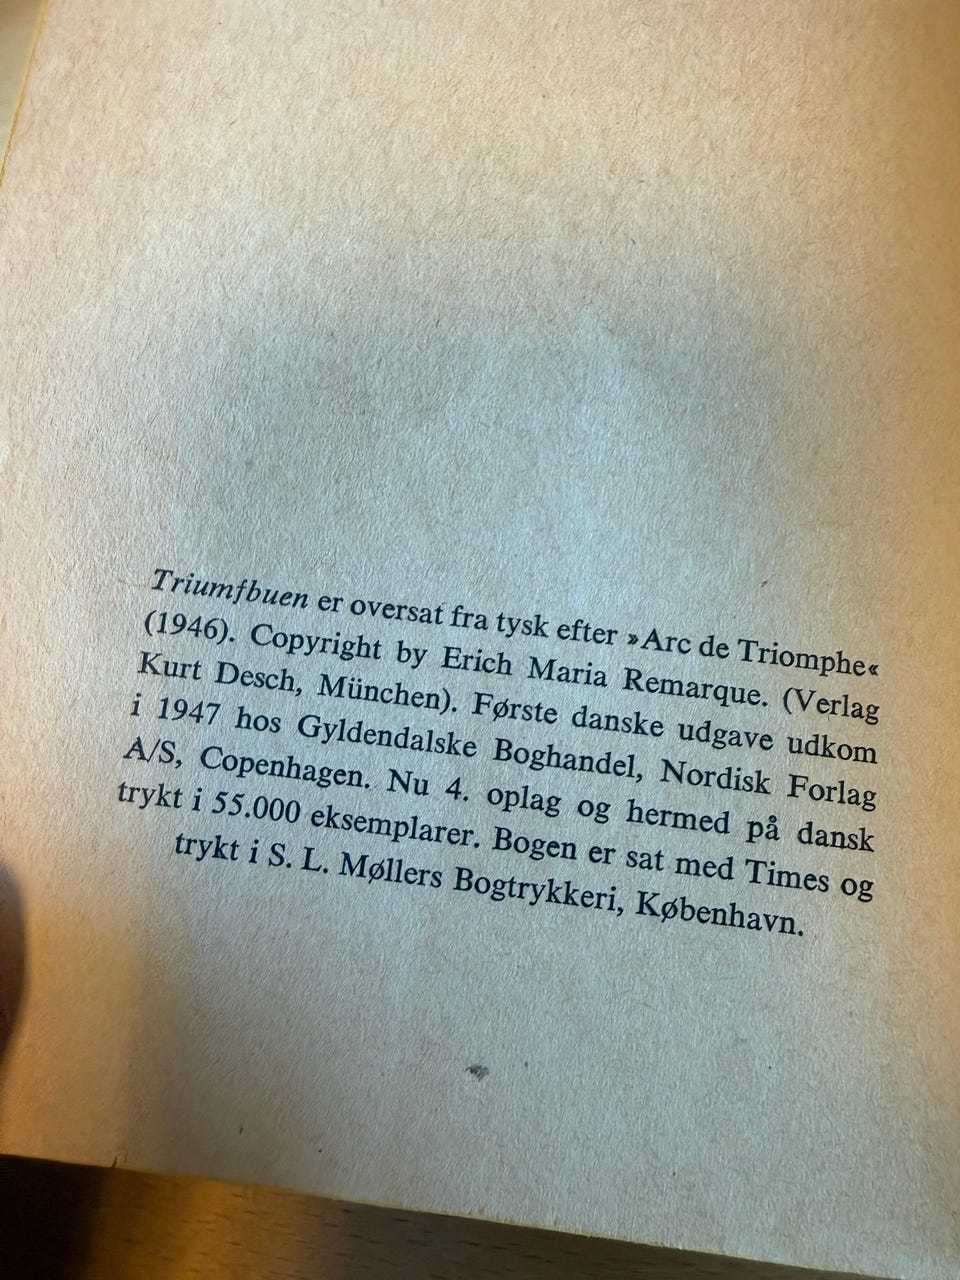 Triumfbuen er oversat fra tysk efter »Arc de Triomphe«
(1946). Copyright by Erich Maria Remarque. (Verlag
Kurt Desch, München). Første danske udgave udkom
i 1947 hos Gyldendalske Boghandel, Nordisk Forlag
A/S, Copenhagen. Nu 4. oplag og hermed på dansk
trykt i 55.000 eksemplarer. Bogen er sat med Times og
trykt i S. L. Møllers Bogtrykkeri, København.